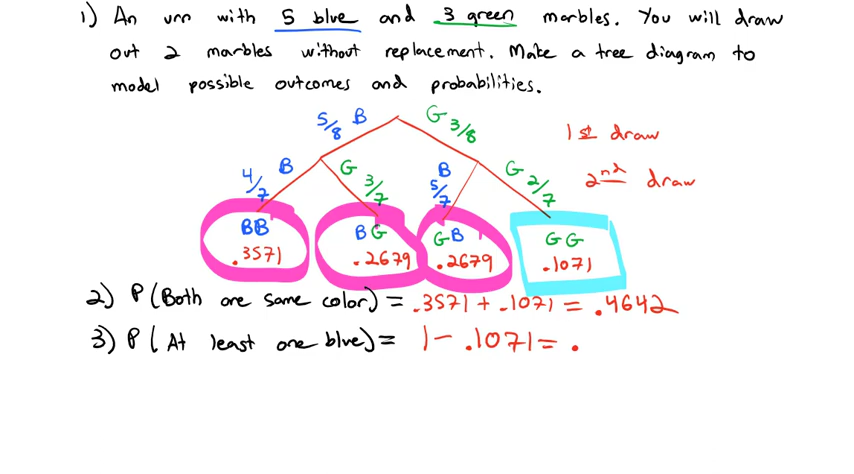 1) An urn with 5 blue and 3 green marbles. You will draw
out 2 marbles without replacement. Make a tree diagram to
model possible outcomes and probabilities.
5/8 B G 3/8
1st draw
4/7 B G 3/7 B 5/7 G 2/7
2nd draw
BB BG GB GG
.3571 .2679 .2679 .1071
2) P(Both are same color) = .3571 + .1071 = .4642
3) P(At least one blue) = 1 - .1071 = .